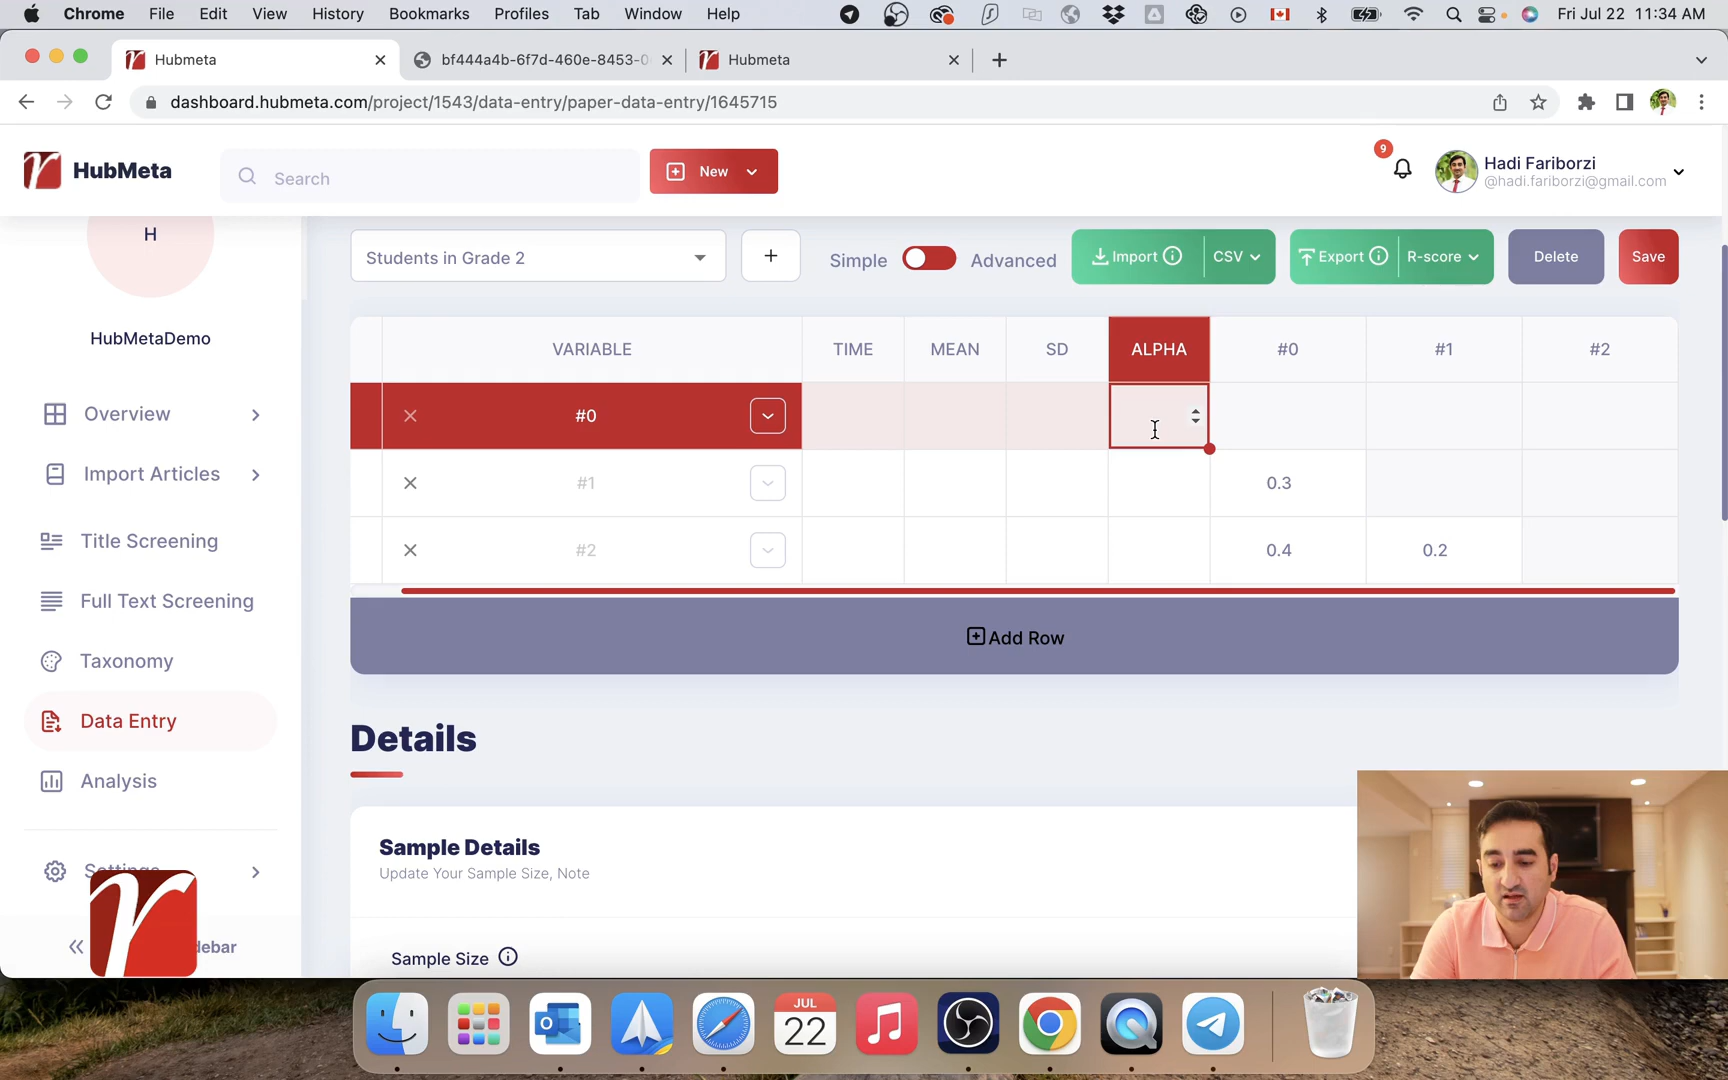 Chrome File Edit View History Bookmarks Profiles Tab Window Help Fri Jul 22 11:34 AM
Hubmeta bf444a4b-6f7d-460e-8453-0 Hubmeta
dashboard.hubmeta.com/project/1543/data-entry/paper-data-entry/1645715
HubMeta Search New 9 Hadi Fariborzi
@hadi.fariborzi@gmail.com
H
Students in Grade 2 + Simple Advanced Import CSV Export R-score Delete Save
HubMetaDemo
VARIABLE TIME MEAN SD ALPHA #0 #1 #2
#0
#1 0.3
#2 0.4 0.2
Add Row
Overview
Import Articles
Title Screening
Full Text Screening
Taxonomy
Data Entry
Analysis
Settings
debar
Details
Sample Details
Update Your Sample Size, Note
Sample Size
JUL
22